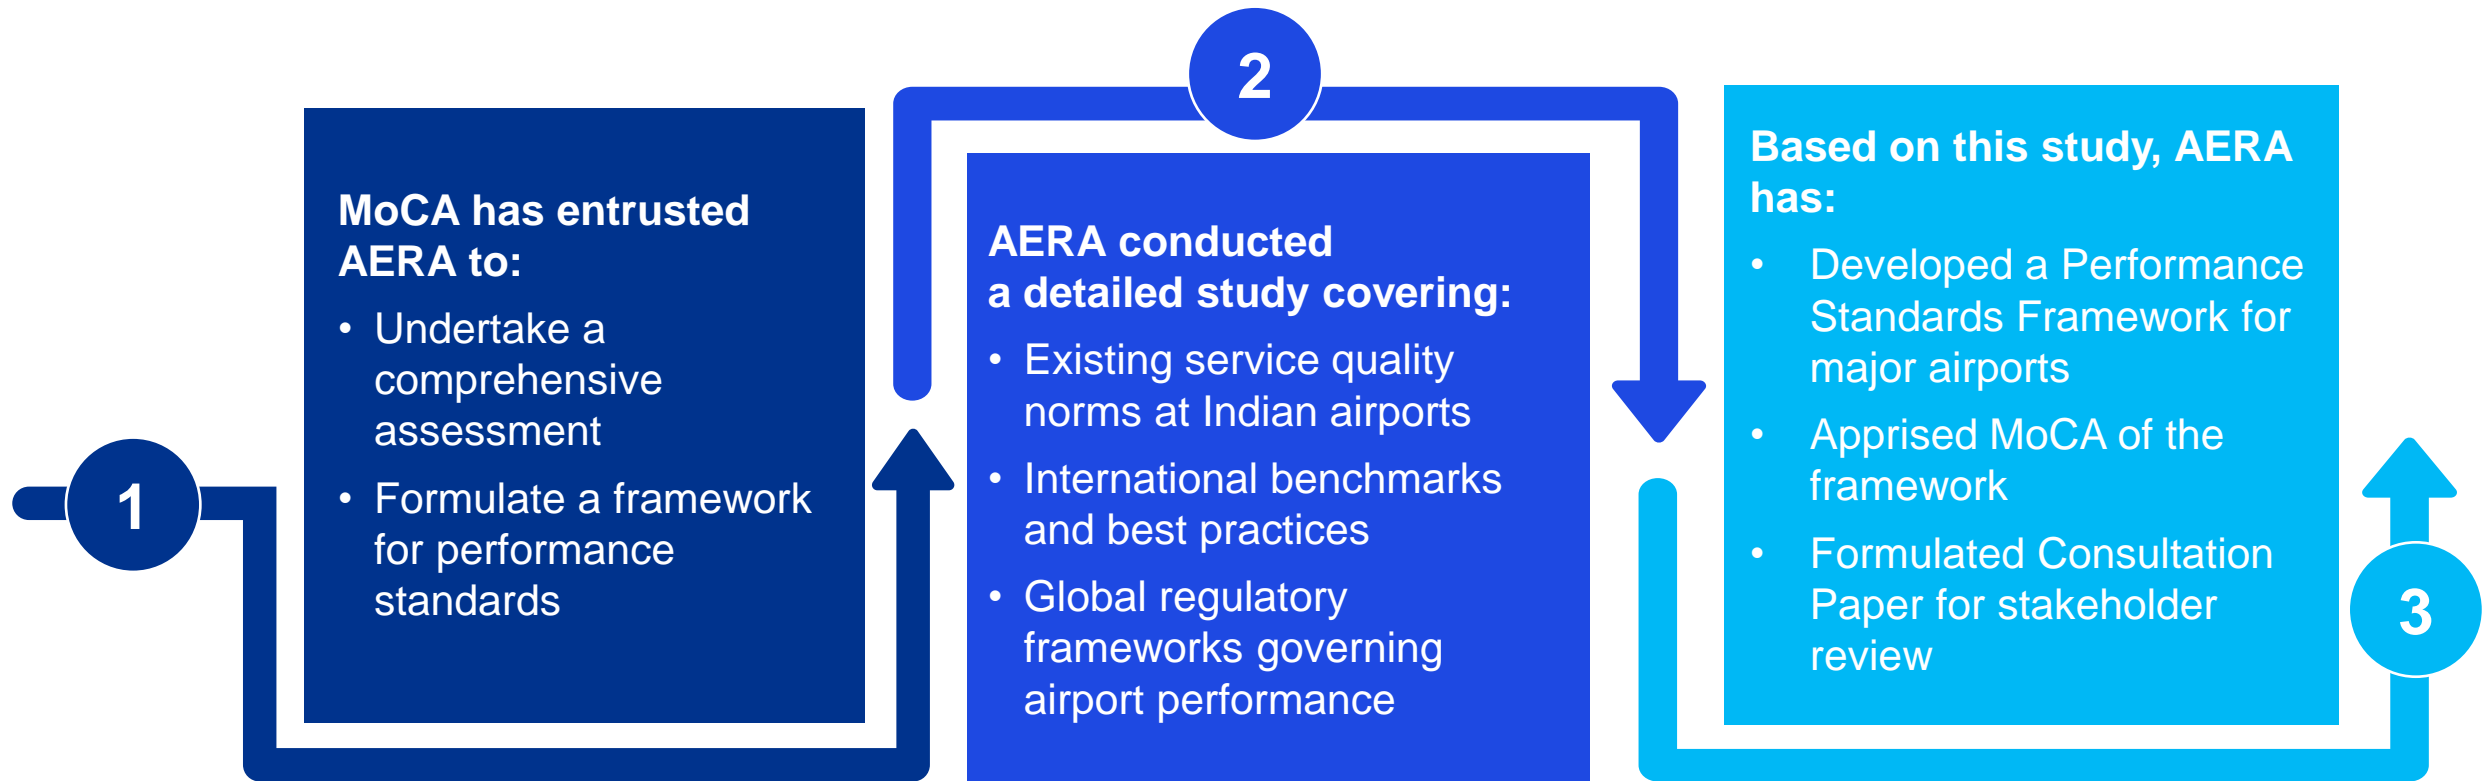 1
MoCA has entrusted
AERA to:
• Undertake a
comprehensive
assessment
• Formulate a framework
for performance
standards
2
AERA conducted
a detailed study covering:
• Existing service quality
norms at Indian airports
• International benchmarks
and best practices
• Global regulatory
frameworks governing
airport performance
Based on this study, AERA
has:
• Developed a Performance
Standards Framework for
major airports
• Apprised MoCA of the
framework
• Formulated Consultation
Paper for stakeholder
review
3